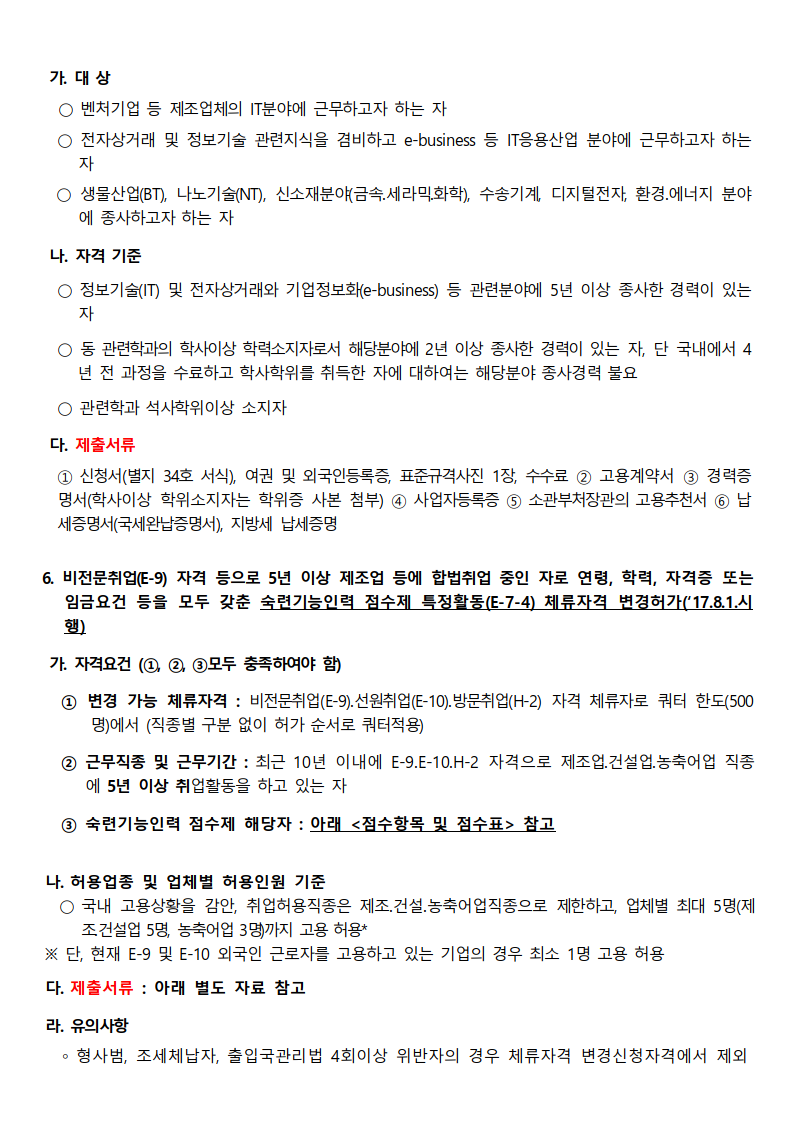 가. 대 상
○ 벤처기업 등 제조업체의 IT분야에 근무하고자 하는 자
○ 전자상거래 및 정보기술 관련지식을 겸비하고 e-business 등 IT응용산업 분야에 근무하고자 하는
자
○ 생물산업(BT), 나노기술(NT), 신소재분야(금속.세라믹.화학), 수송기계, 디지털전자, 환경.에너지 분야
에 종사하고자 하는 자
나. 자격 기준
○ 정보기술(IT) 및 전자상거래와 기업정보화(e-business) 등 관련분야에 5년 이상 종사한 경력이 있는
자
○ 동 관련학과의 학사이상 학력소지자로서 해당분야에 2년 이상 종사한 경력이 있는 자, 단 국내에서 4
년 전 과정을 수료하고 학사학위를 취득한 자에 대하여는 해당분야 종사경력 불요
○ 관련학과 석사학위이상 소지자
다. 제출서류
① 신청서(별지 34호 서식), 여권 및 외국인등록증, 표준규격사진 1장, 수수료 ② 고용계약서 ③ 경력증
명서(학사이상 학위소지자는 학위증 사본 첨부) ④ 사업자등록증 ⑤ 소관부처장관의 고용추천서 ⑥ 납
세증명서(국세완납증명서), 지방세 납세증명
6. 비전문취업(E-9) 자격 등으로 5년 이상 제조업 등에 합법취업 중인 자로 연령, 학력, 자격증 또는
임금요건 등을 모두 갖춘 숙련기능인력 점수제 특정활동(E-7-4) 체류자격 변경허가('17.8.1.시
행)
가. 자격요건 (①, ②, ③모두 충족하여야 함)
① 변경 가능 체류자격 : 비전문취업(E-9).선원취업(E-10).방문취업(H-2) 자격 체류자로 쿼터 한도(500
명)에서 (직종별 구분 없이 허가 순서로 쿼터적용)
② 근무직종 및 근무기간 : 최근 10년 이내에 E-9.E-10.H-2 자격으로 제조업.건설업.농축어업 직종
에 5년 이상 취업활동을 하고 있는 자
③ 숙련기능인력 점수제 해당자 : 아래 <점수항목 및 점수표> 참고
나. 허용업종 및 업체별 허용인원 기준
○ 국내 고용상황을 감안, 취업허용직종은 제조.건설.농축어업직종으로 제한하고, 업체별 최대 5명(제
조.건설업 5명, 농축어업 3명)까지 고용 허용*
※ 단, 현재 E-9 및 E-10 외국인 근로자를 고용하고 있는 기업의 경우 최소 1명 고용 허용
다. 제출서류 : 아래 별도 자료 참고
라. 유의사항
◦ 형사범, 조세체납자, 출입국관리법 4회이상 위반자의 경우 체류자격 변경신청자격에서 제외